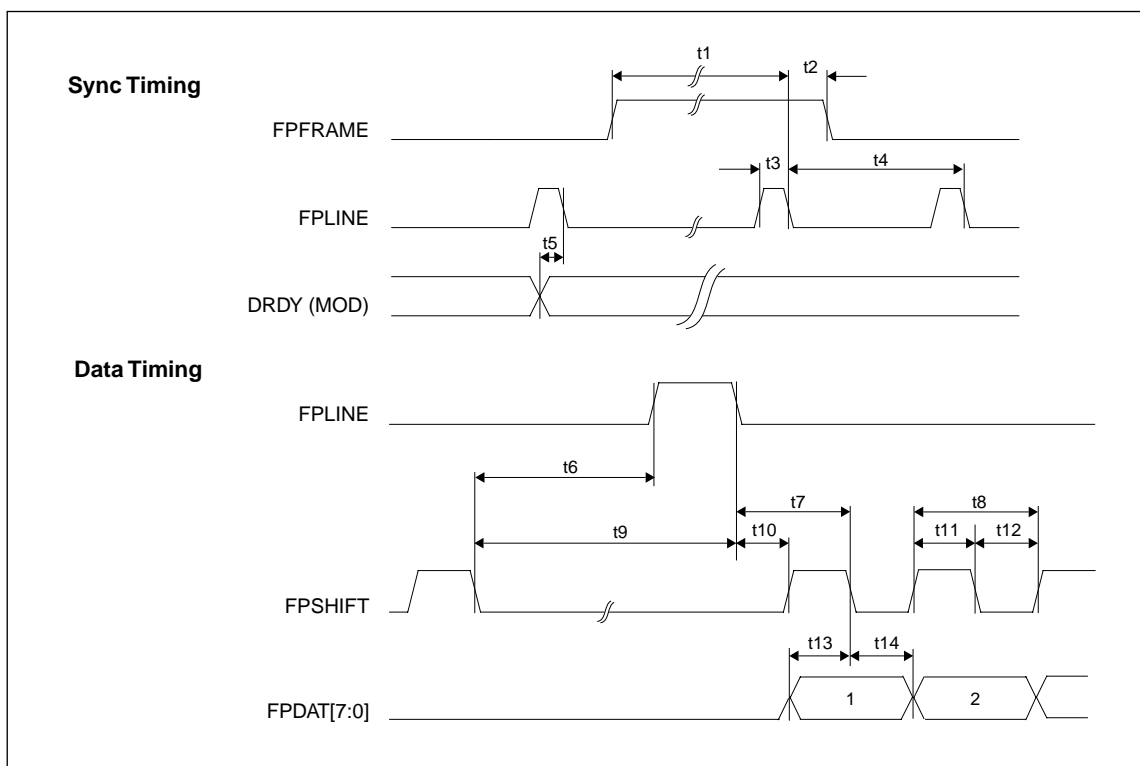 t1
t2
Sync Timing
FPFRAME
t3
t4
FPLINE
t5
DRDY (MOD)
Data Timing
FPLINE
t6
t7
t8
t9
t10
t11
t12
FPSHIFT
t13
t14
FPDAT[7:0]
1
2